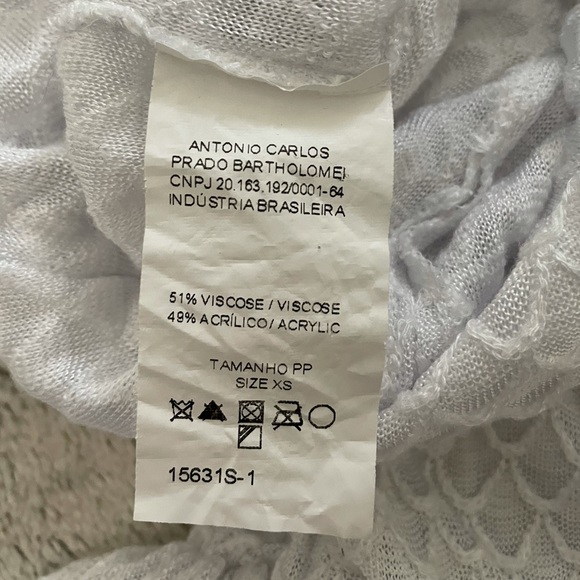 ANTONIO CARLOS
PRADO BARTHOLOMEI
CNPJ 20.163.192/0001-64
INDÚSTRIA BRASILEIRA
51% VISCOSE / VISCOSE
49% ACRÍLICO / ACRYLIC
TAMANHO PP
SIZE XS
15631S-1